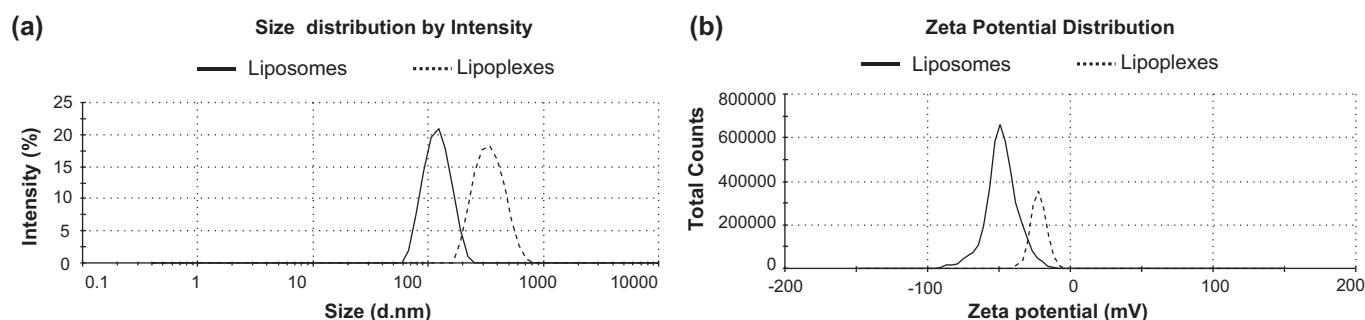 (a)
Size distribution by Intensity
Liposomes Lipoplexes
25
20
15
10
5
0
Intensity (%)
0.1 1 10 100 1000 10000
Size (d.nm)
(b)
Zeta Potential Distribution
Liposomes Lipoplexes
800000
600000
400000
200000
0
Total Counts
-200 -100 0 100 200
Zeta potential (mV)